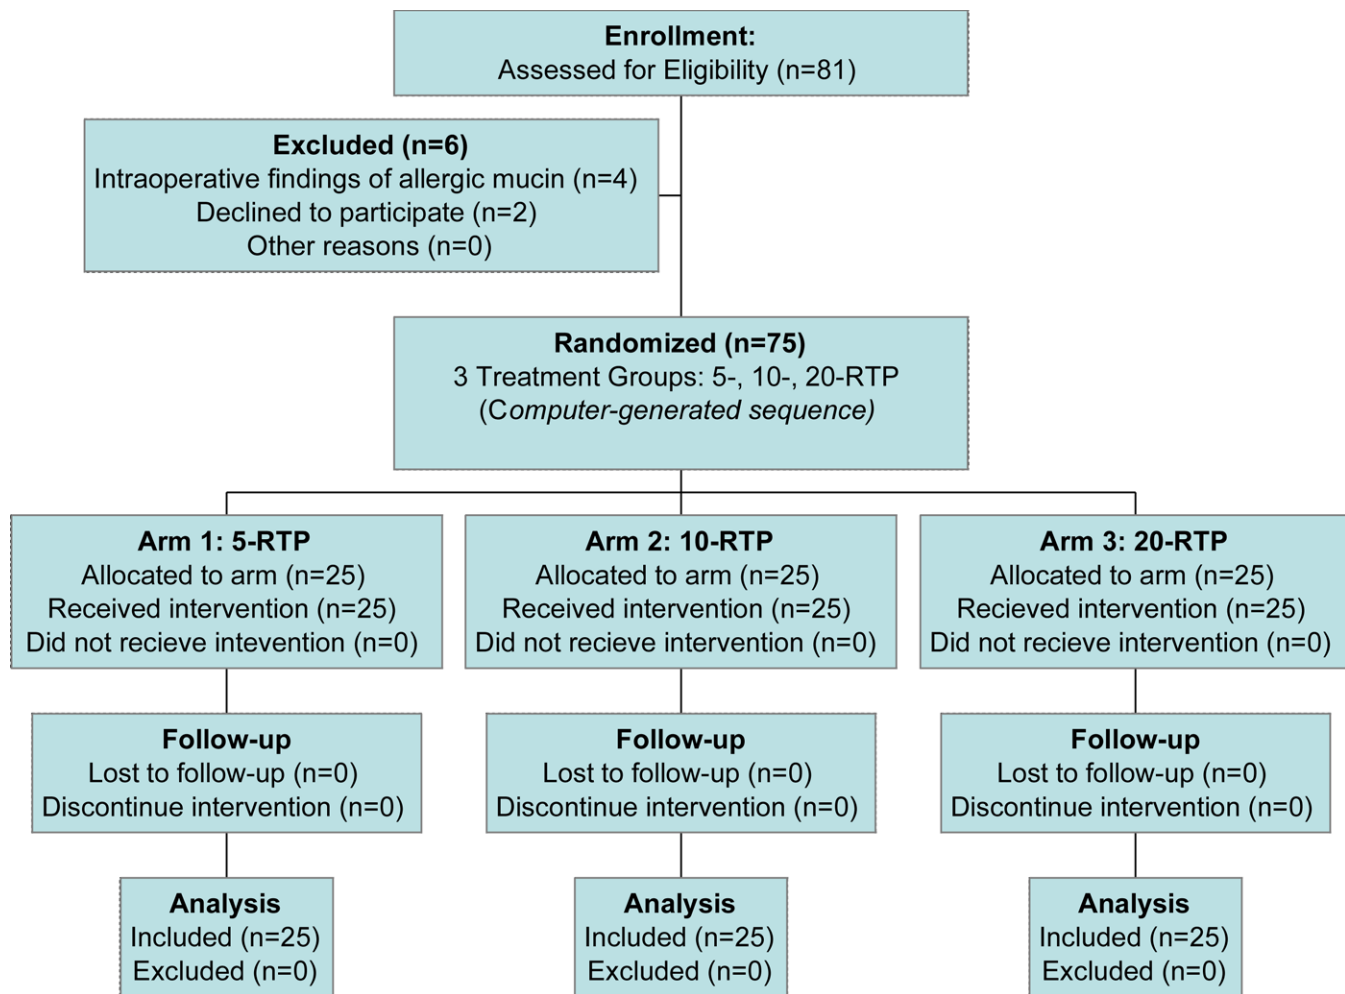 Enrollment:
Assessed for Eligibility (n=81)
Excluded (n=6)
Intraoperative findings of allergic mucin (n=4)
Declined to participate (n=2)
Other reasons (n=0)
Randomized (n=75)
3 Treatment Groups: 5-, 10-, 20-RTP
(Computer-generated sequence)
Arm 1: 5-RTP
Allocated to arm (n=25)
Received intervention (n=25)
Did not recieve intevention (n=0)
Arm 2: 10-RTP
Allocated to arm (n=25)
Received intervention (n=25)
Did not recieve intervention (n=0)
Arm 3: 20-RTP
Allocated to arm (n=25)
Recieved intervention (n=25)
Did not recieve intervention (n=0)
Follow-up
Lost to follow-up (n=0)
Discontinue intervention (n=0)
Follow-up
Lost to follow-up (n=0)
Discontinue intervention (n=0)
Follow-up
Lost to follow-up (n=0)
Discontinue intervention (n=0)
Analysis
Included (n=25)
Excluded (n=0)
Analysis
Included (n=25)
Excluded (n=0)
Analysis
Included (n=25)
Excluded (n=0)